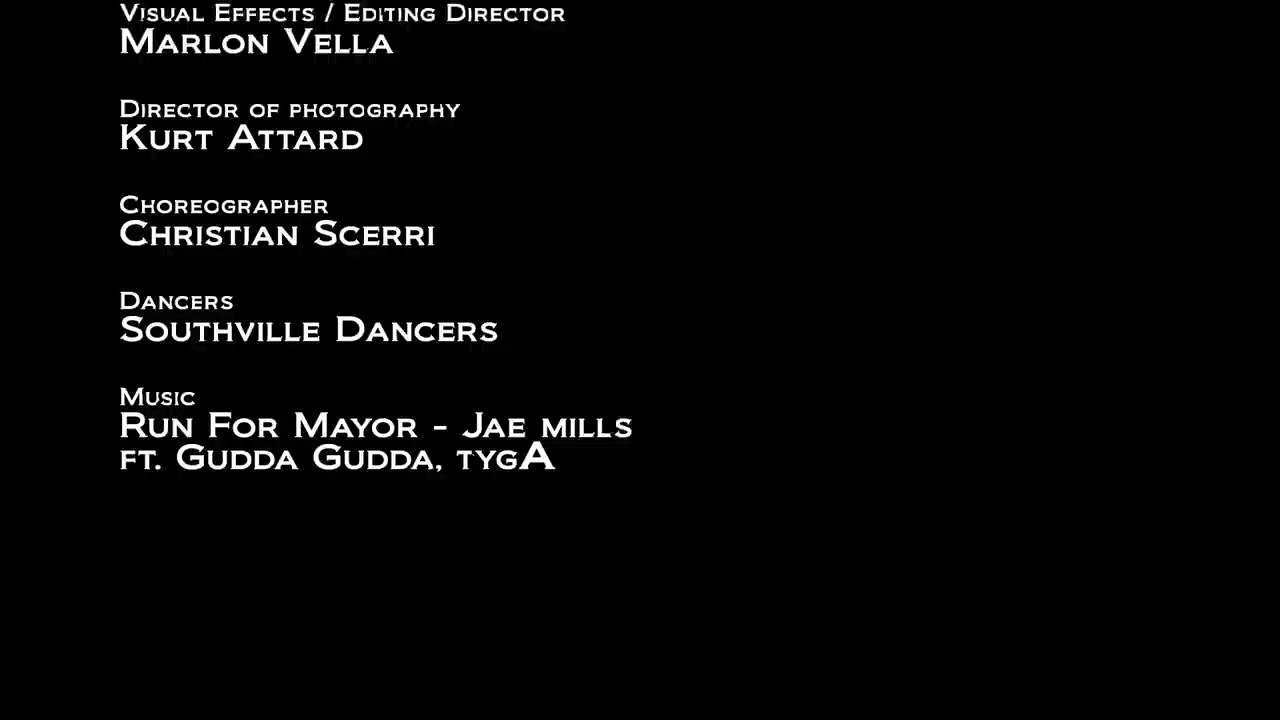 Visual Effects / Editing Director
Marlon Vella
Director of photography
Kurt Attard
Choreographer
Christian Scerri
Dancers
Southville Dancers
Music
Run For Mayor - Jae mills
ft. Gudda Gudda, tygA